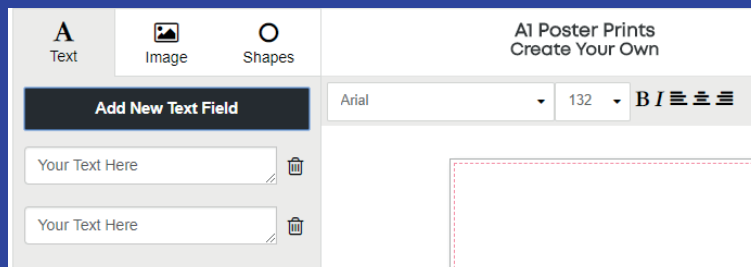 A
Text
Image
Shapes
A1 Poster Prints
Create Your Own
Add New Text Field
Arial
132
B I
Your Text Here
Your Text Here